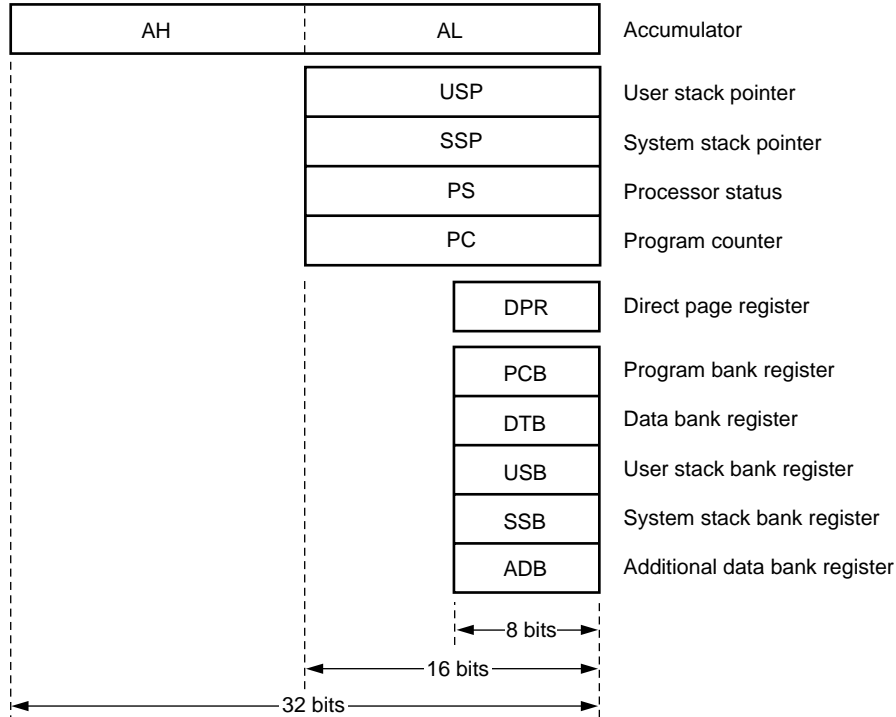 AH AL Accumulator
USP User stack pointer
SSP System stack pointer
PS Processor status
PC Program counter
DPR Direct page register
PCB Program bank register
DTB Data bank register
USB User stack bank register
SSB System stack bank register
ADB Additional data bank register
8 bits
16 bits
32 bits